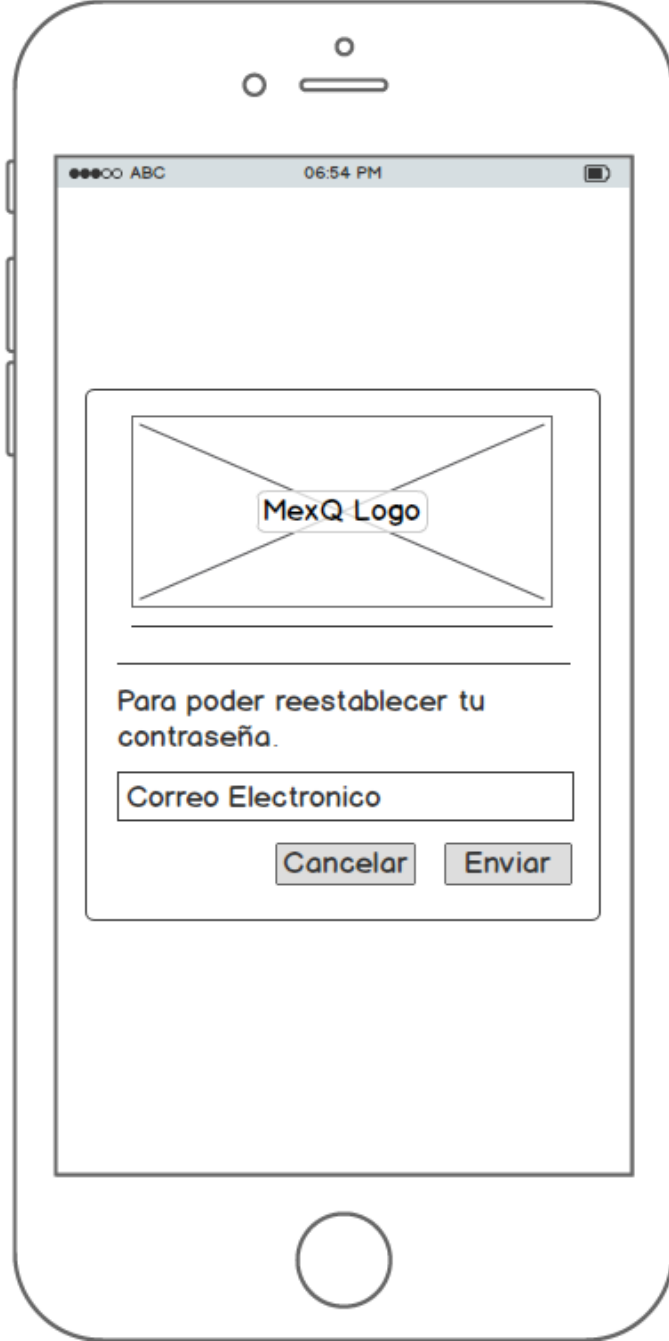 ABC 06:54 PM
MexQ Logo
Para poder reestablecer tu
contraseña.
Correo Electronico
Cancelar Enviar